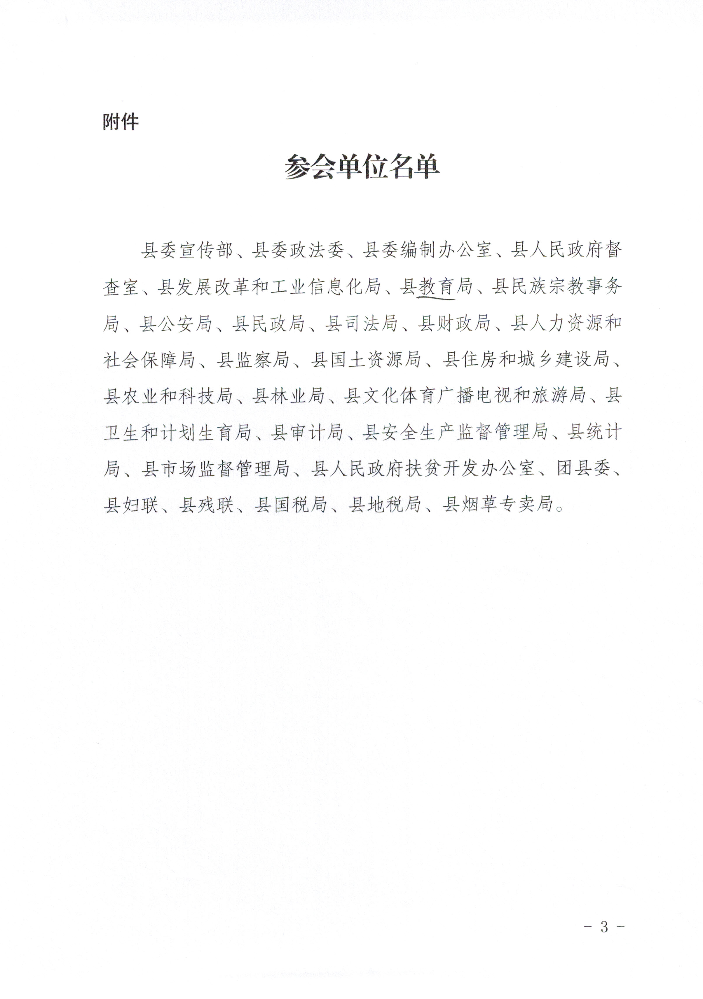 附件
参会单位名单
县委宣传部、县委政法委、县委编制办公室、县人民政府督
查室、县发展改革和工业信息化局、县教育局、县民族宗教事务
局、县公安局、县民政局、县司法局、县财政局、县人力资源和
社会保障局、县监察局、县国土资源局、县住房和城乡建设局、
县农业和科技局、县林业局、县文化体育广播电视和旅游局、县
卫生和计划生育局、县审计局、县安全生产监督管理局、县统计
局、县市场监督管理局、县人民政府扶贫开发办公室、团县委、
县妇联、县残联、县国税局、县地税局、县烟草专卖局。
- 3 -